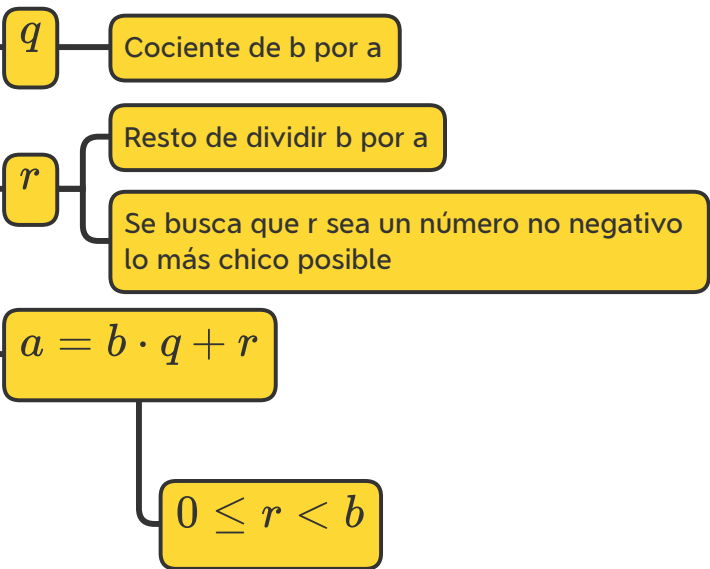 q
Cociente de b por a
Resto de dividir b por a
r
Se busca que r sea un número no negativo
lo más chico posible
a = b · q + r
0 ≤ r < b